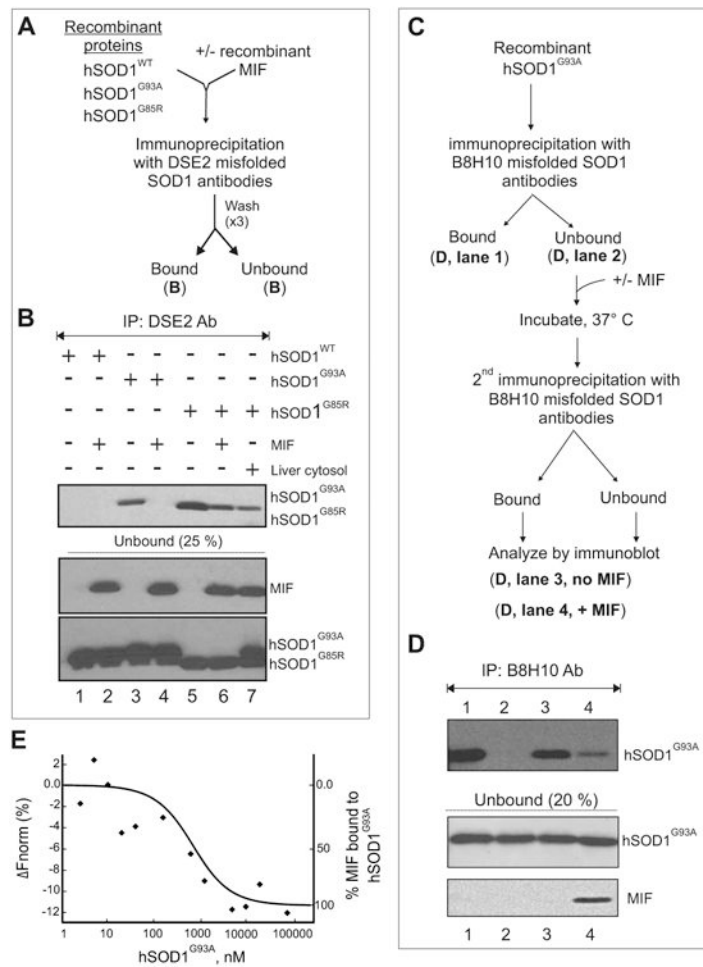 A
Recombinant
proteins
hSOD1WT
hSOD1G93A
hSOD1G85R
+/- recombinant
MIF
Immunoprecipitation
with DSE2 misfolded
SOD1 antibodies
Wash
(x3)
Bound
(B)
Unbound
(B)
B
IP: DSE2 Ab
+ + - - - - - hSOD1WT
- - + + - - - hSOD1G93A
- - - - + + + hSOD1G85R
- + - + - + - MIF
- - - - - - + Liver cytosol
hSOD1G93A
hSOD1G85R
Unbound (25 %)
MIF
hSOD1G93A
hSOD1G85R
1 2 3 4 5 6 7
C
Recombinant
hSOD1G93A
immunoprecipitation with
B8H10 misfolded SOD1
antibodies
Bound
(D, lane 1)
Unbound
(D, lane 2)
+/- MIF
Incubate, 37° C
2nd immunoprecipitation with
B8H10 misfolded SOD1
antibodies
Bound
Unbound
Analyze by immunoblot
(D, lane 3, no MIF)
(D, lane 4, + MIF)
D
IP: B8H10 Ab
1 2 3 4
hSOD1G93A
Unbound (20 %)
hSOD1G93A
MIF
1 2 3 4
E
ΔFnorm (%)
2
0.0
-2
-4
-6
-8
-10
-12
1 10 100 1000 10000 100000
hSOD1G93A, nM
0.0
50
100
% MIF bound to
hSOD1G93A